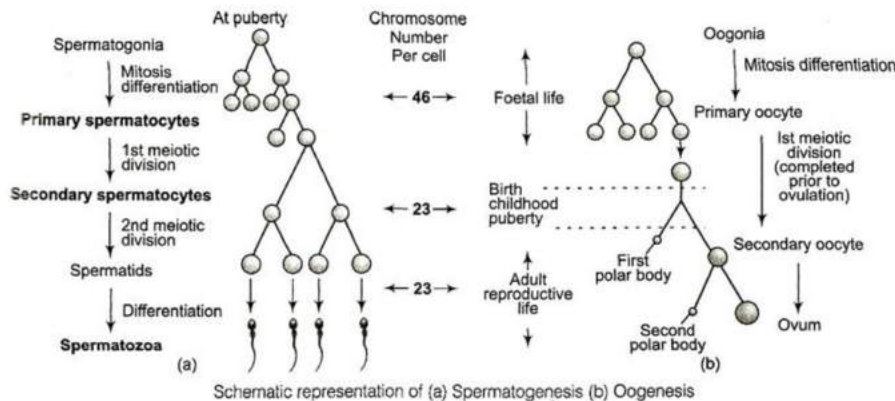 At puberty
Spermatogonia
Mitosis
differentiation
Primary spermatocytes
1st meiotic
division
Secondary spermatocytes
2nd meiotic
division
Spermatids
Differentiation
Spermatozoa
(a)
Chromosome
Number
Per cell
46
23
23
Foetal life
Birth
childhood
puberty
Adult
reproductive
life
First
polar body
Second
polar body
(b)
Oogonia
Mitosis differentiation
Primary oocyte
Ist meiotic
division
(completed
prior to
ovulation)
Secondary oocyte
Ovum
Schematic representation of (a) Spermatogenesis (b) Oogenesis